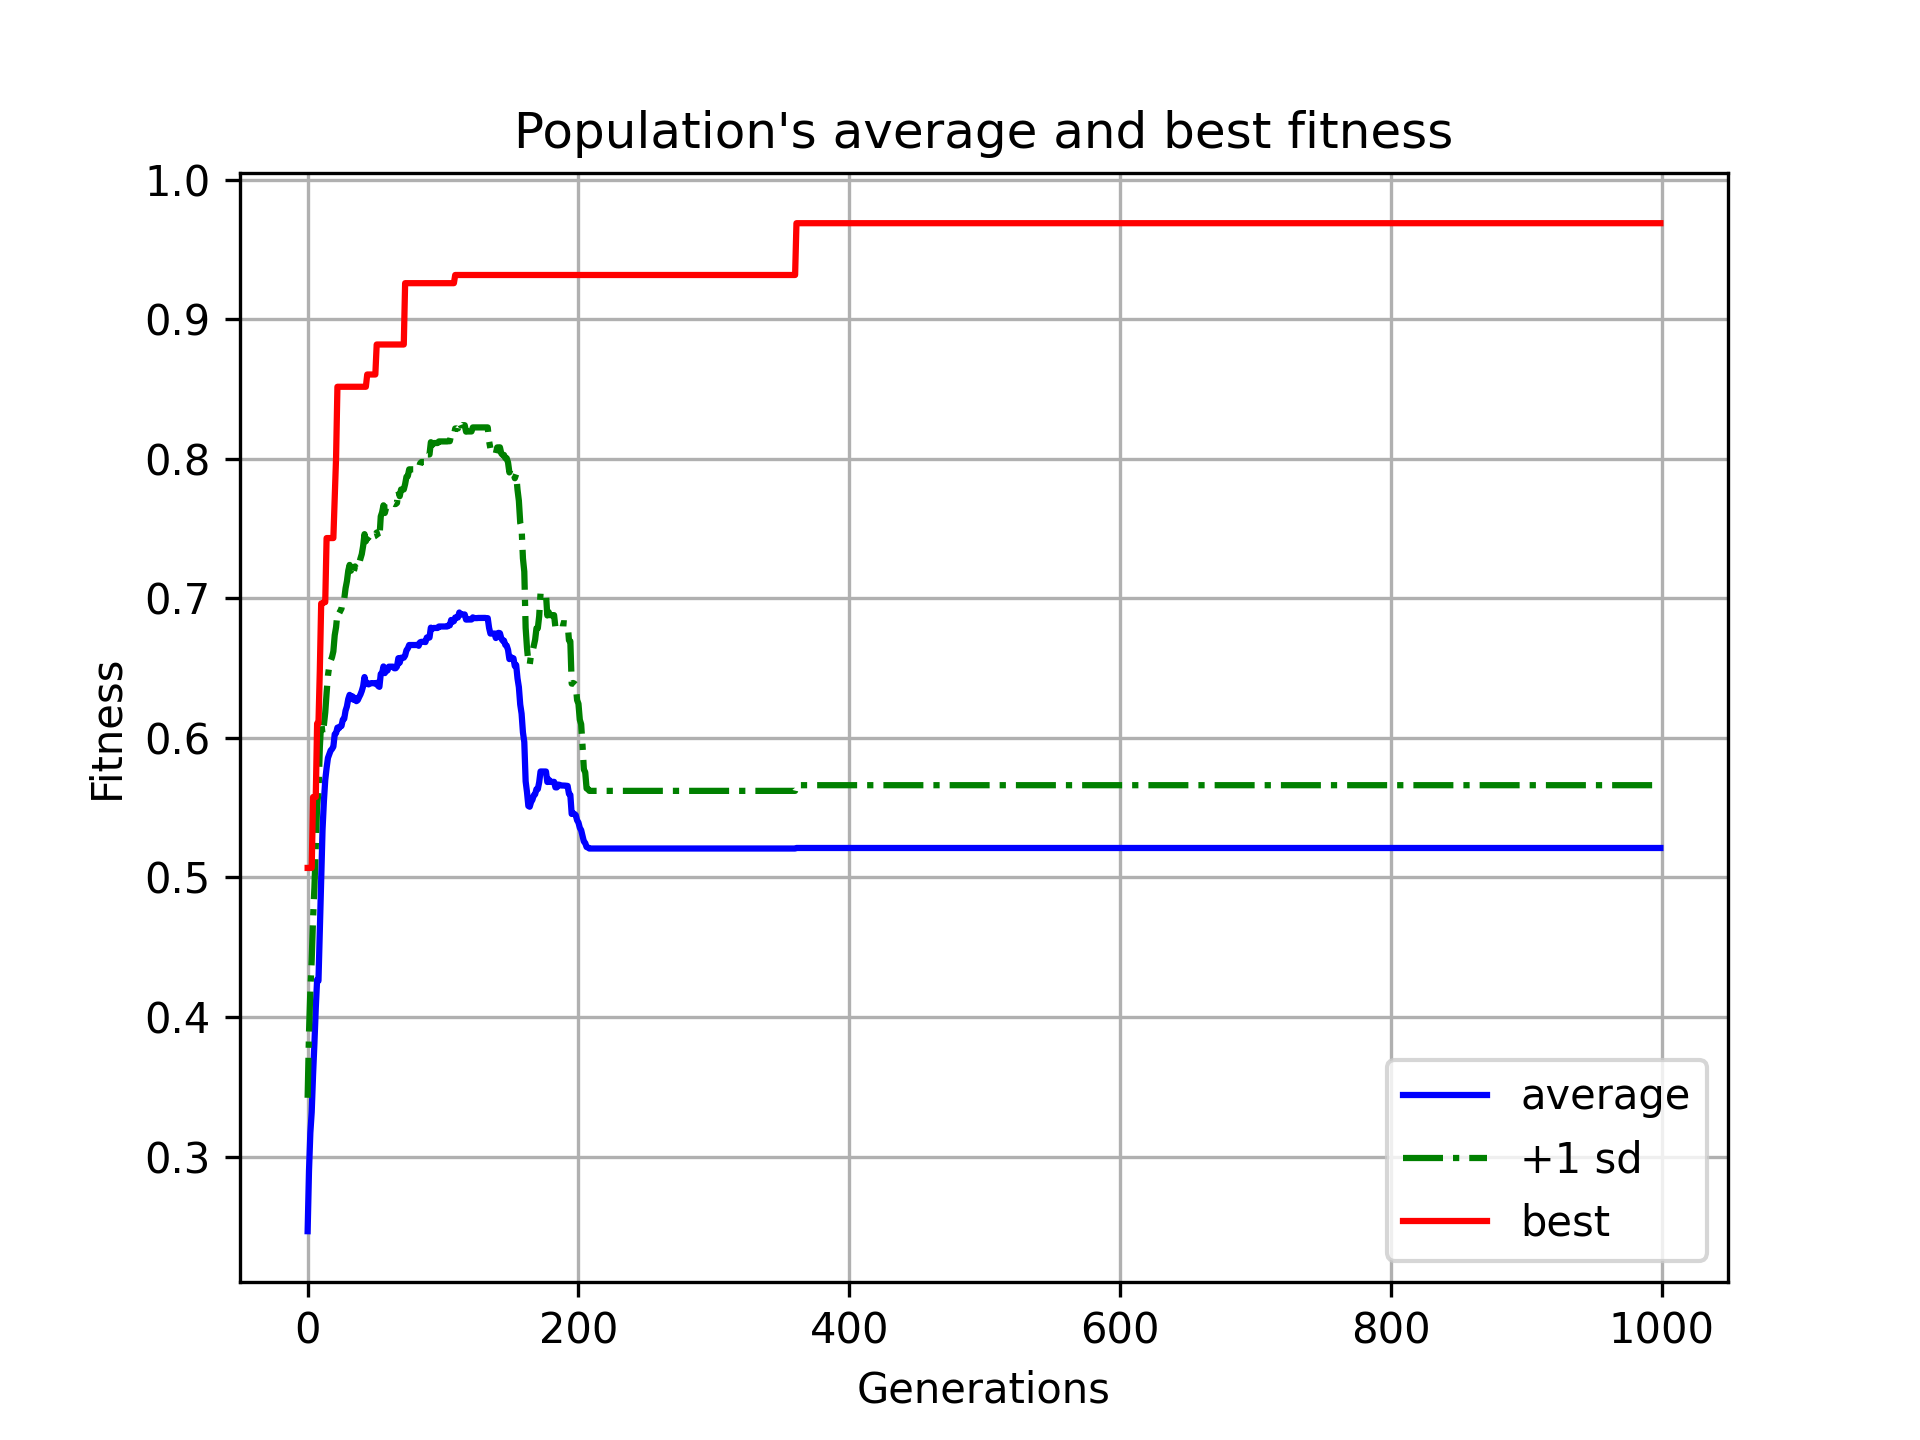 Population's average and best fitness
1.0
0.9
0.8
0.7
0.6
0.5
0.4
0.3
Fitness
0 200 400 600 800 1000
Generations
average
+1 sd
best